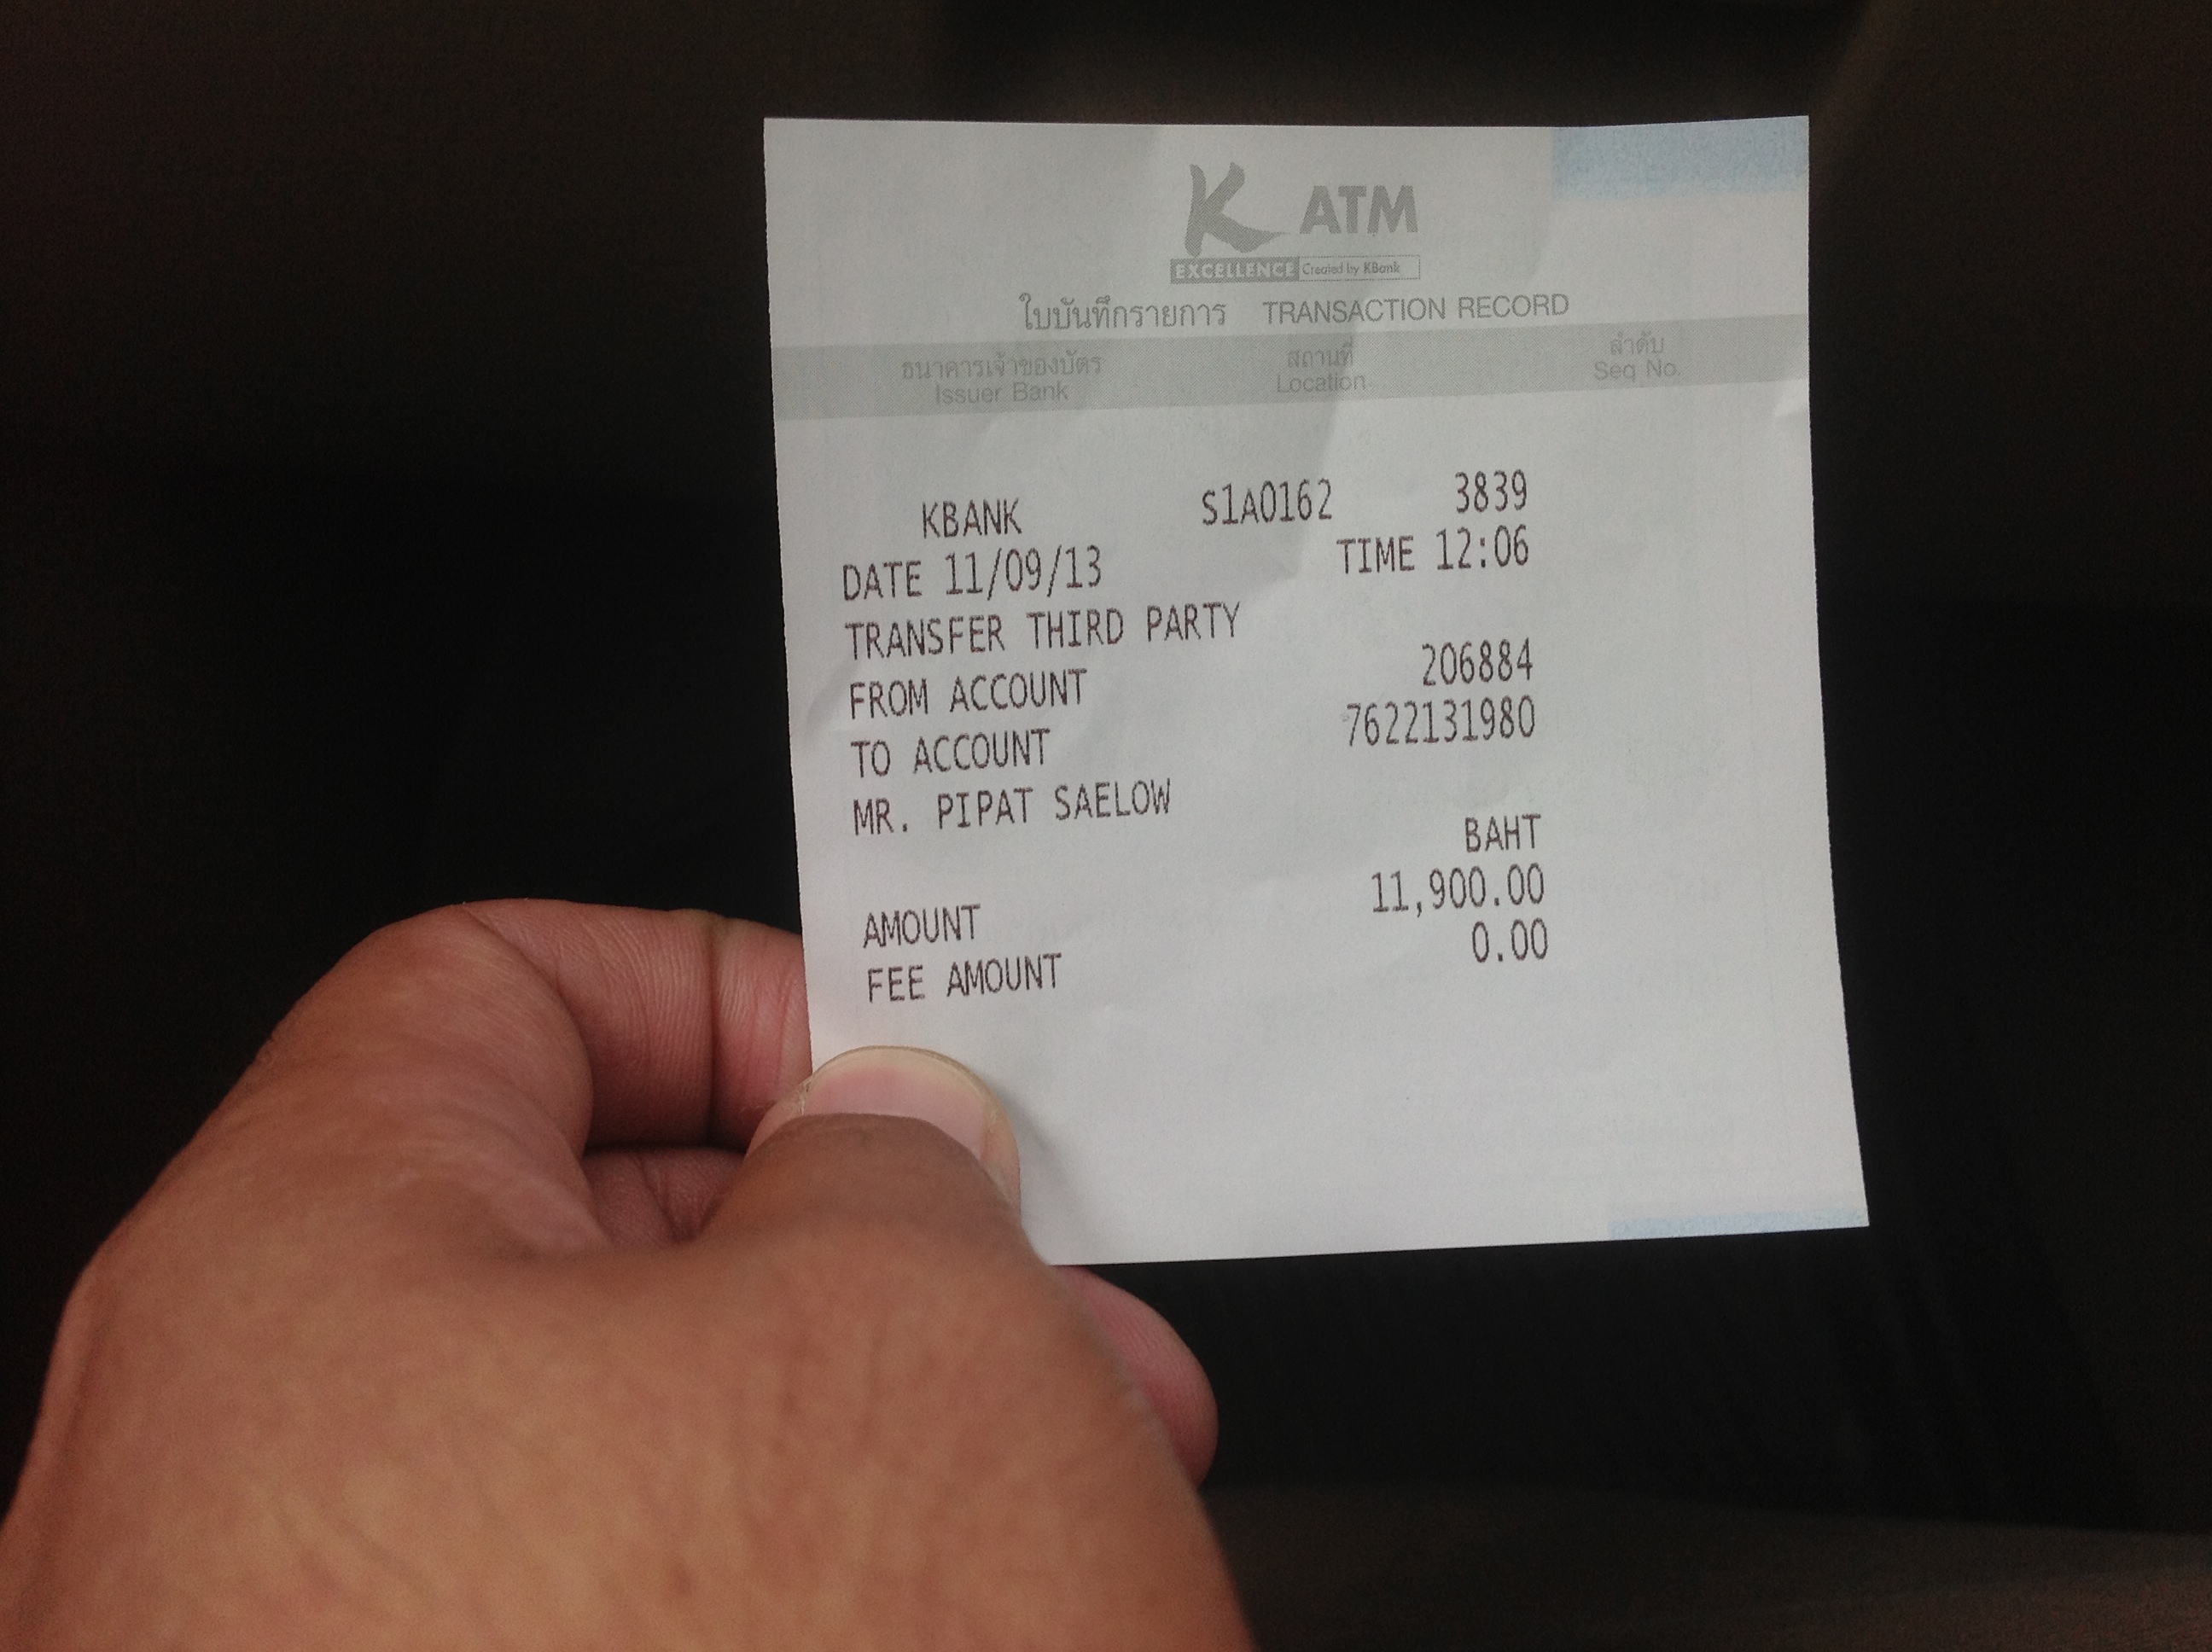 K ATM
EXCELLENCE Created by KBank
ใบบันทึกรายการ TRANSACTION RECORD
ธนาคารเจ้าของบัตร สถานที่ ลำดับ
Issuer Bank Location Seq No.
KBANK S1A0162 3839
DATE 11/09/13 TIME 12:06
TRANSFER THIRD PARTY
FROM ACCOUNT 206884
TO ACCOUNT 7622131980
MR. PIPAT SAELOW
BAHT
AMOUNT 11,900.00
FEE AMOUNT 0.00